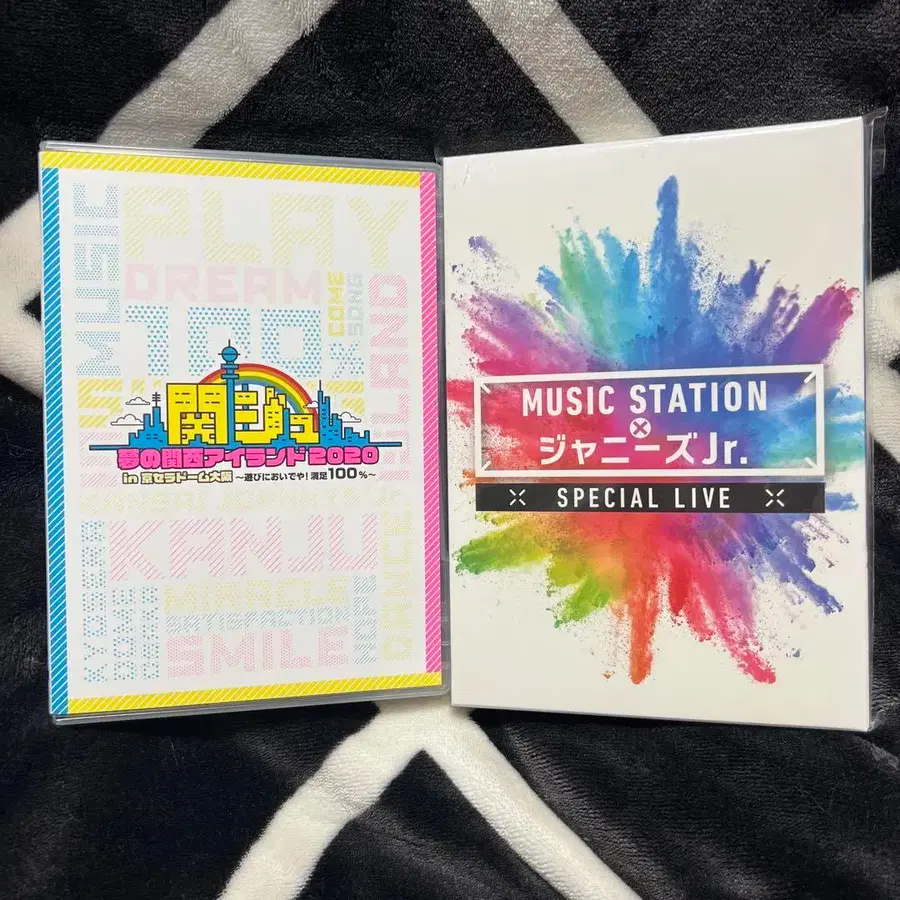 PLAY
MUSIC
DREAM
COME
SONG
100%
ISLAND
関ジュ
夢の関西アイランド2020
in 京セラドーム大阪 ～遊びにおいでや！満足100%～
KANJU
DANCE
MIRACLE
SATISFACTION
HOPE
SMILE
MUSIC STATION
×
ジャニーズJr.
SPECIAL LIVE